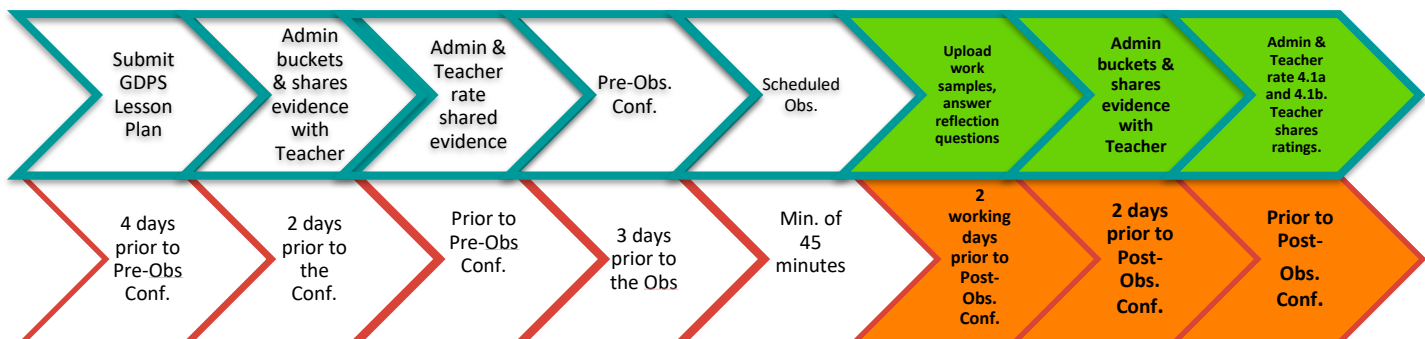 Submit
GDPS
Lesson
Plan
Admin
buckets
& shares
evidence
with
Teacher
Admin &
Teacher
rate
shared
evidence
Pre-Obs.
Conf.
Scheduled
Obs.
Upload
work
samples,
answer
reflection
questions
Admin
buckets &
shares
evidence
with
Teacher
Admin &
Teacher
rate 4.1a
and 4.1b.
Teacher
shares
ratings.
4 days
prior to
Pre-Obs
Conf.
2 days
prior to
the
Conf.
Prior to
Pre-Obs
Conf.
3 days
prior to
the Obs
Min. of
45
minutes
2
working
days
prior to
Post-
Obs.
Conf.
2 days
prior to
Post-
Obs.
Conf.
Prior to
Post-
Obs.
Conf.